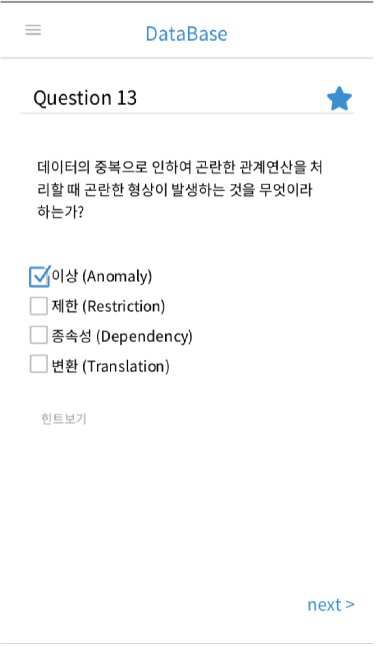 DataBase
Question 13
데이터의 중복으로 인하여 곤란한 관계연산을 처
리할 때 곤란한 형상이 발생하는 것을 무엇이라
하는가?
이상 (Anomaly)
제한 (Restriction)
종속성 (Dependency)
변환 (Translation)
힌트보기
next >